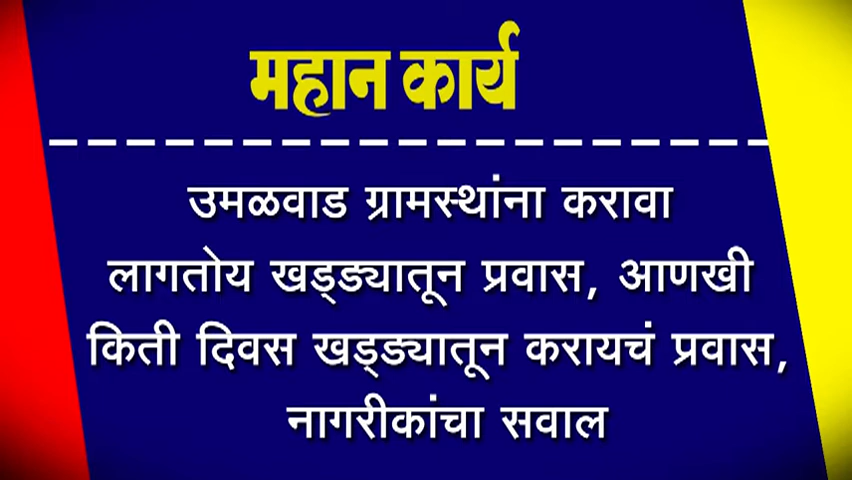 महान कार्य
उमळवाड ग्रामस्थांना करावा
लागतोय खड्ड्यातून प्रवास, आणखी
किती दिवस खड्ड्यातून करायचं प्रवास,
नागरीकांचा सवाल